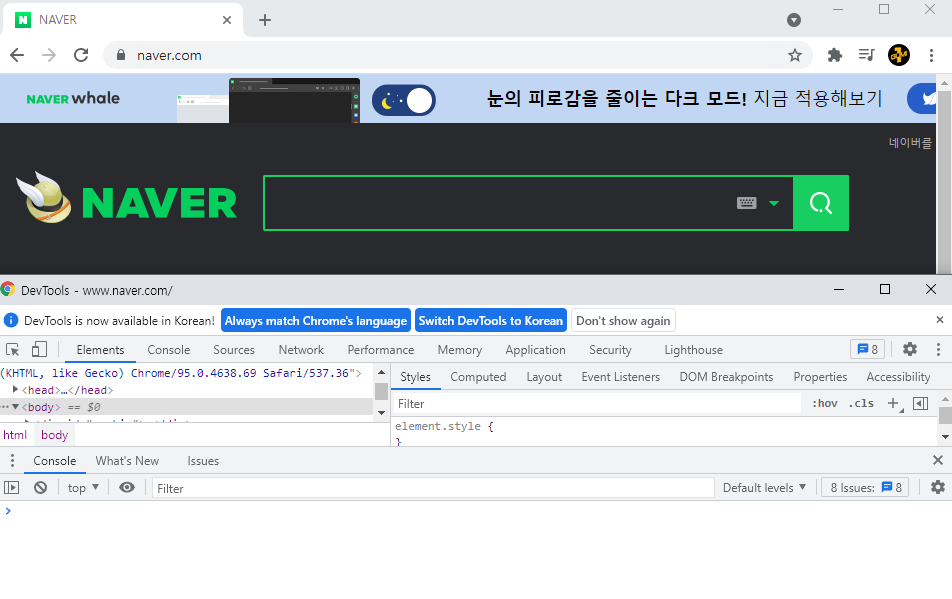 NAVER
naver.com
NAVER whale
눈의 피로감을 줄이는 다크 모드! 지금 적용해보기
네이버를
NAVER
DevTools - www.naver.com/
DevTools is now available in Korean! Always match Chrome's language Switch DevTools to Korean Don't show again
Elements Console Sources Network Performance Memory Application Security Lighthouse 8
(KHTML, like Gecko) Chrome/95.0.4638.69 Safari/537.36">
<head>…</head>
<body> == $0
html body
Styles Computed Layout Event Listeners DOM Breakpoints Properties Accessibility
Filter :hov .cls
element.style {
}
Console What's New Issues
top Filter Default levels 8 Issues: 8